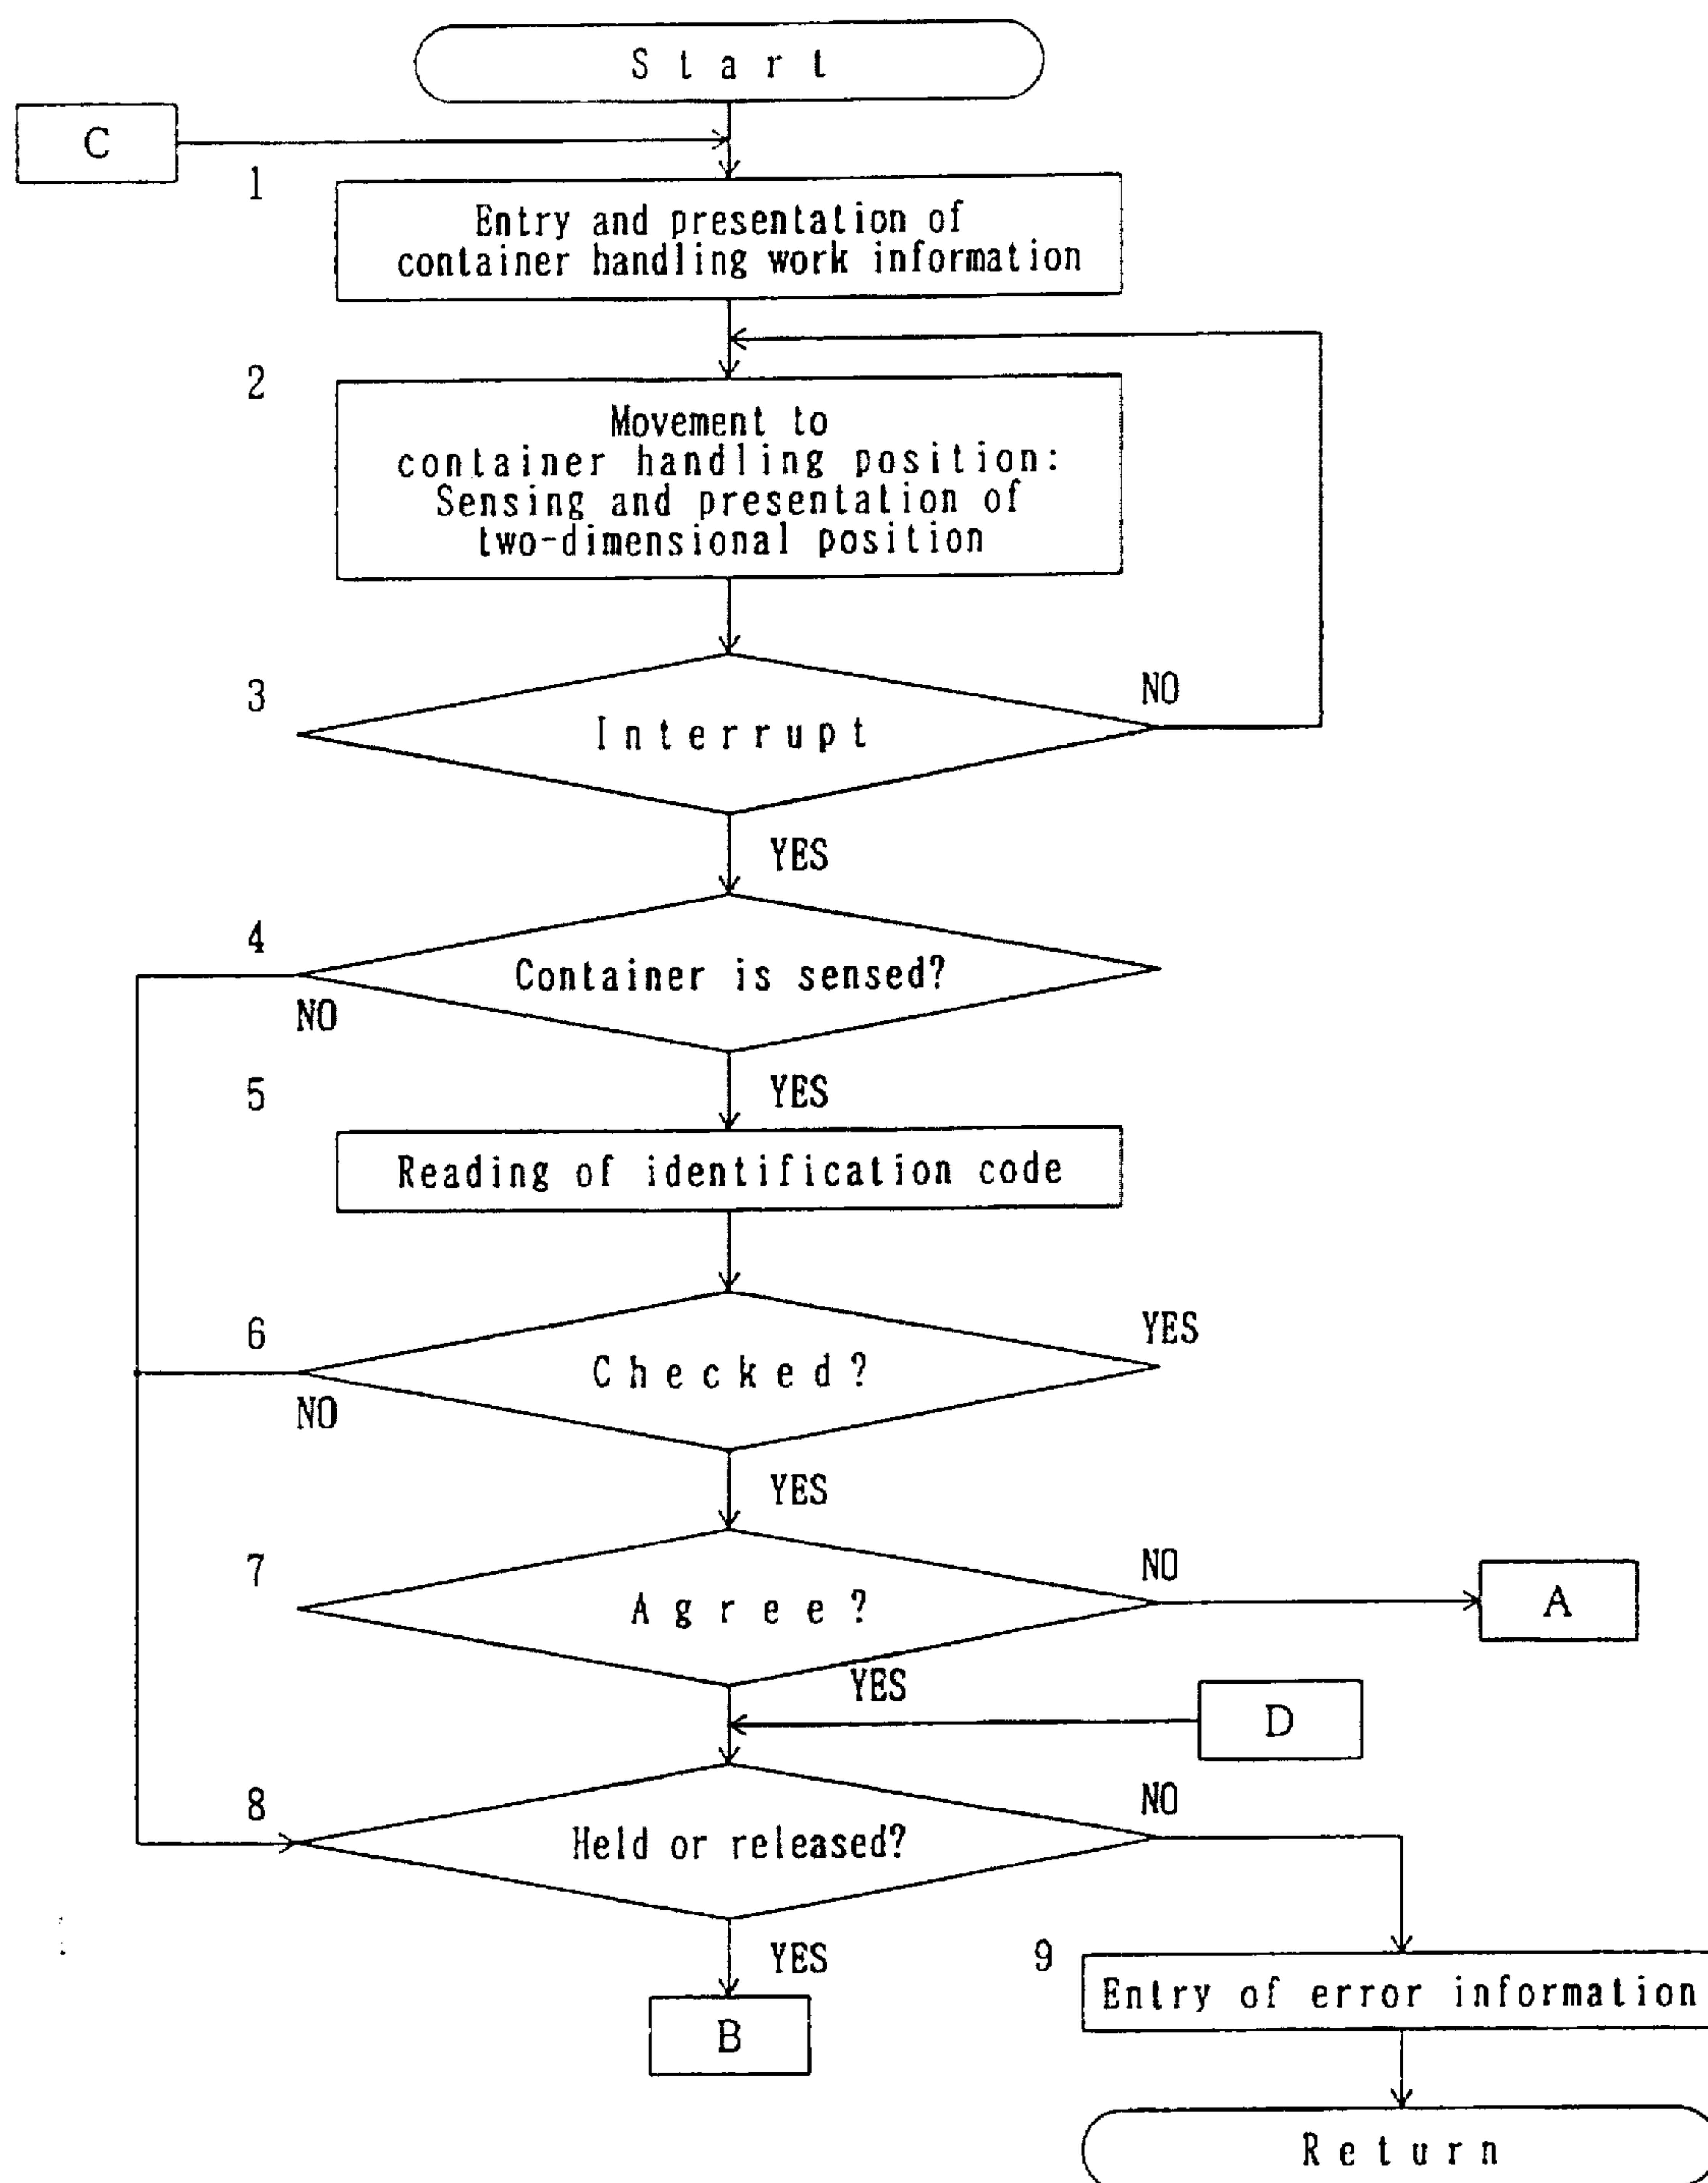 Start
C
1
Entry and presentation of
container handling work information
2
Movement to
container handling position:
Sensing and presentation of
two-dimensional position
3
Interrupt
NO
YES
4
Container is sensed?
NO
YES
5
Reading of identification code
6
Checked?
YES
NO
YES
7
Agree?
NO
A
YES
D
8
Held or released?
NO
YES
B
9
Entry of error information
Return